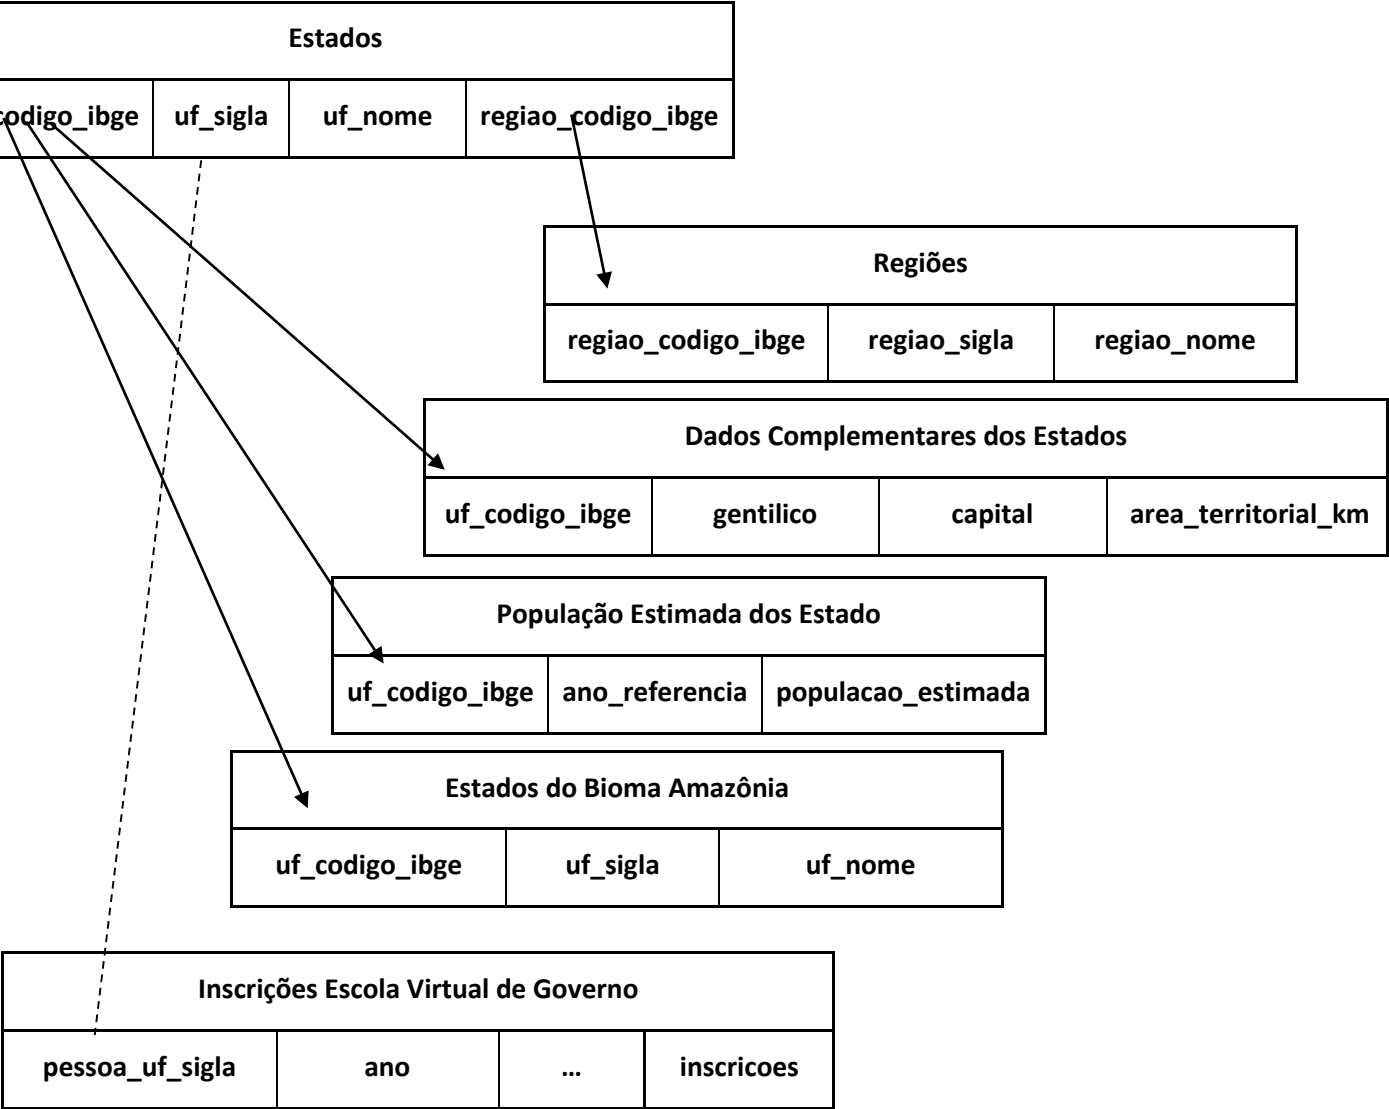 Estados
codigo_ibge uf_sigla uf_nome regiao_codigo_ibge
Regiões
regiao_codigo_ibge regiao_sigla regiao_nome
Dados Complementares dos Estados
uf_codigo_ibge gentilico capital area_territorial_km
População Estimada dos Estado
uf_codigo_ibge ano_referencia populacao_estimada
Estados do Bioma Amazônia
uf_codigo_ibge uf_sigla uf_nome
Inscrições Escola Virtual de Governo
pessoa_uf_sigla ano ... inscricoes